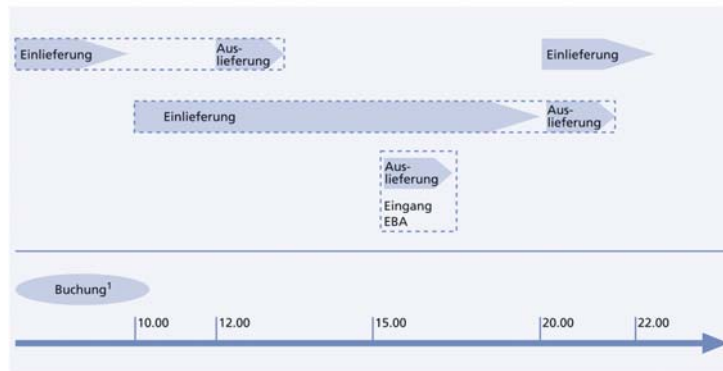 Einlieferung
Aus-
lieferung
Einlieferung
Einlieferung
Aus-
lieferung
Aus-
lieferung
Eingang
EBA
Buchung¹
10.00
12.00
15.00
20.00
22.00